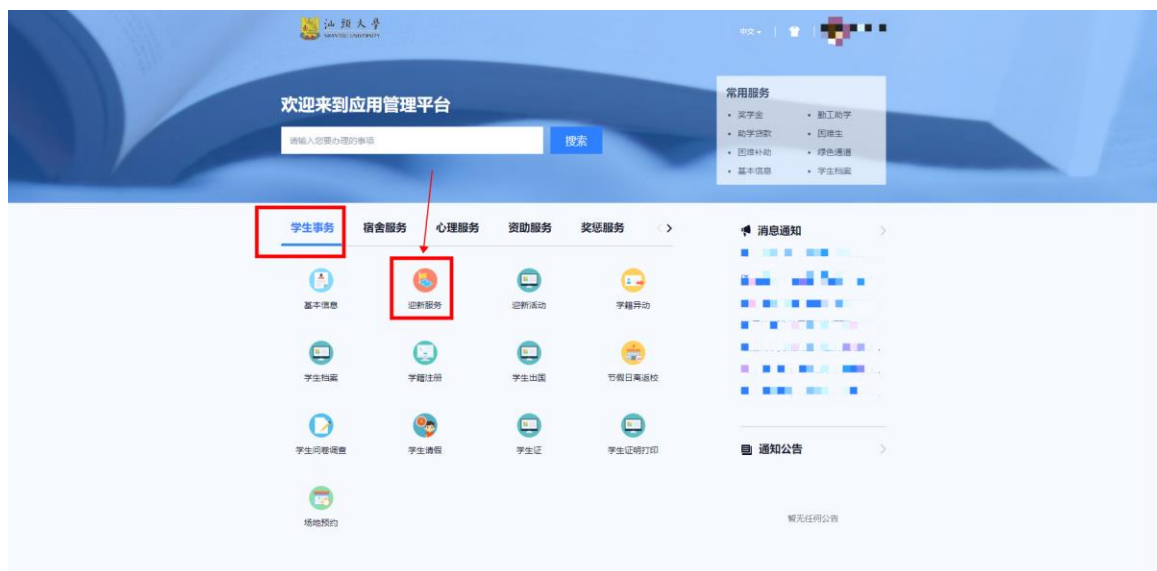 汕頭大學
SHANTOU UNIVERSITY
中文
欢迎来到应用管理平台
请输入您要办理的事项
搜索
常用服务
• 奖学金
• 勤工助学
• 助学贷款
• 困难生
• 困难补助
• 绿色通道
• 基本信息
• 学生档案
学生事务 宿舍服务 心理服务 资助服务 奖惩服务
基本信息 迎新服务 迎新活动 学籍异动
学生档案 学籍注册 学生出国 节假日离返校
学生问卷调查 学生请假 学生证 学生证明打印
场地预约
消息通知
通知公告
暂无任何公告